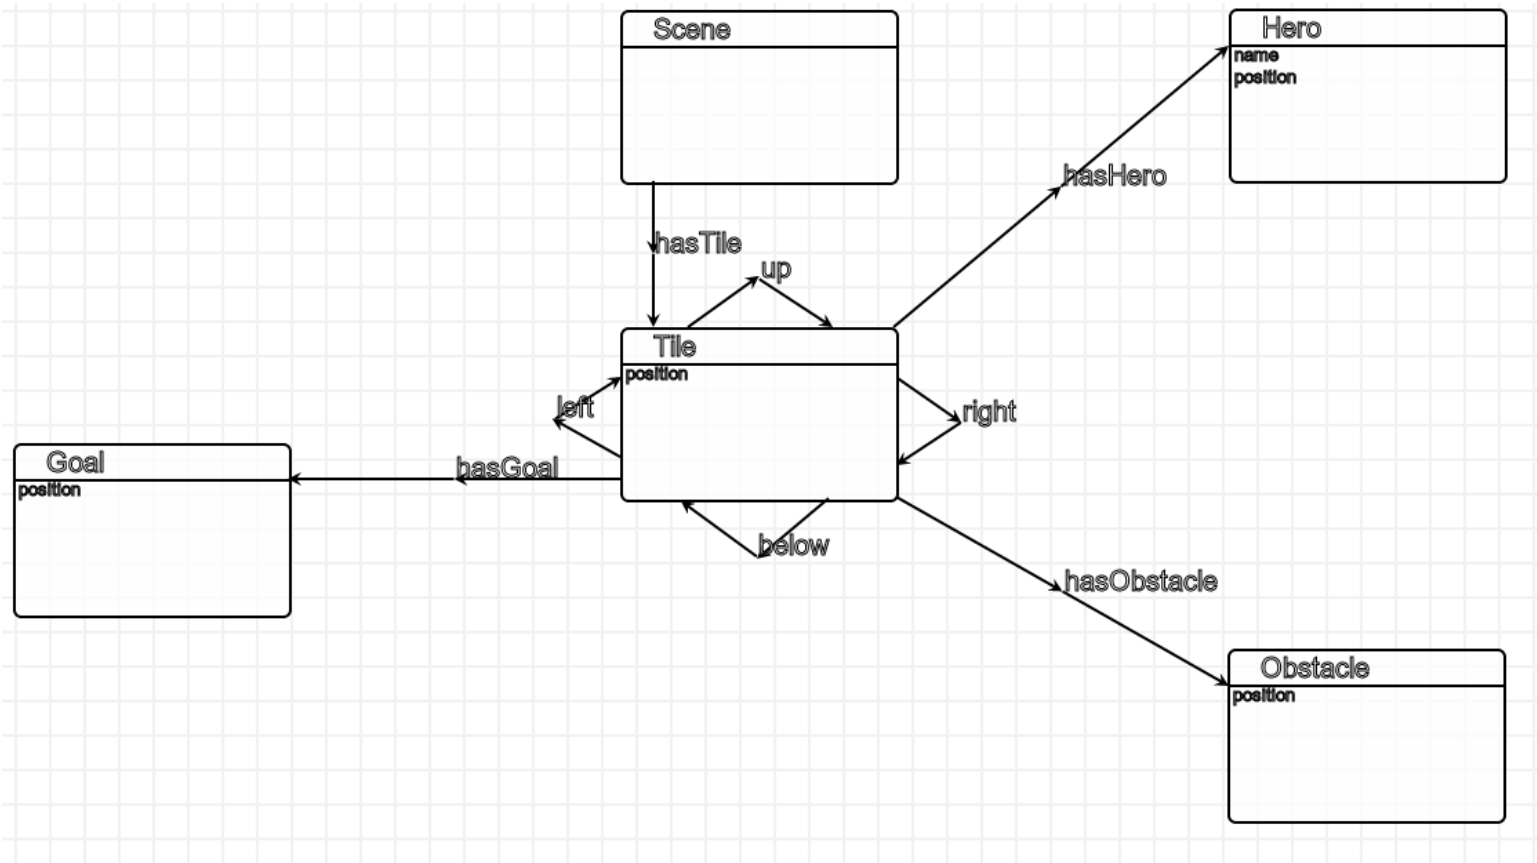 Scene
Hero
name
position
hasHero
hasTile
up
Tile
position
left
right
Goal
position
hasGoal
below
hasObstacle
Obstacle
position